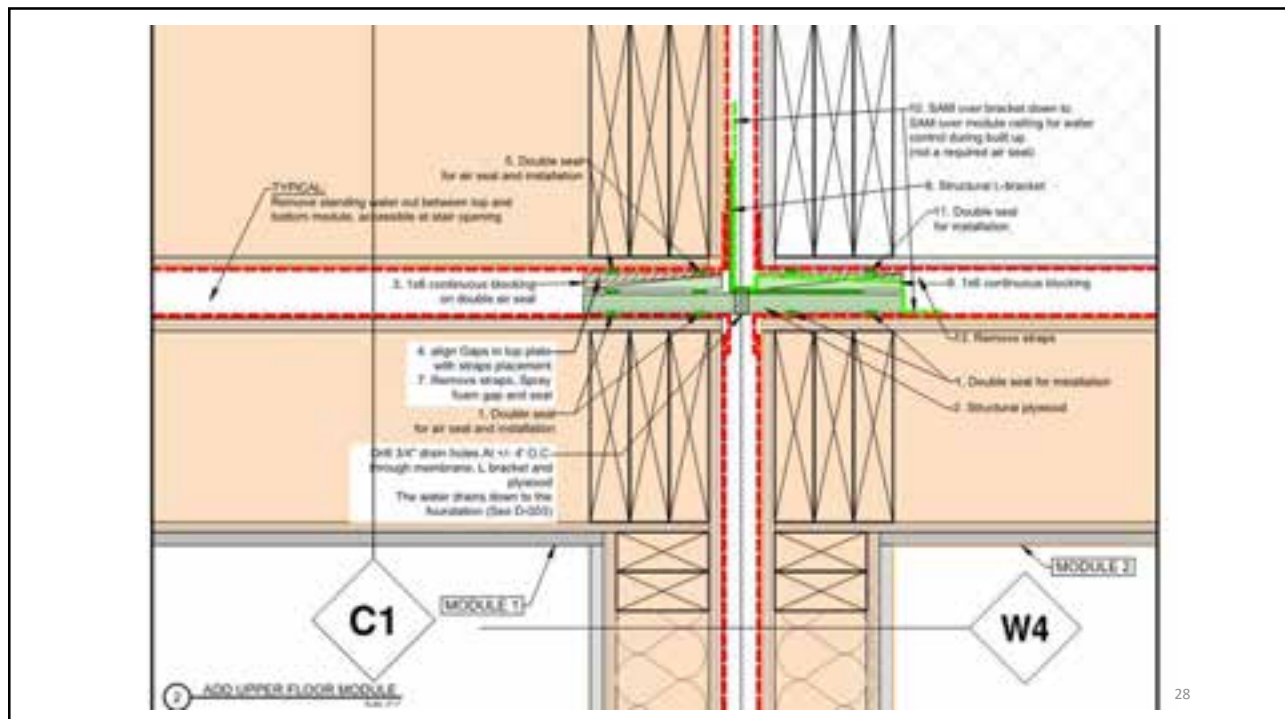 10. SAM over bracket down to
SAM over module ceiling for water
control during built up
(not a required air seal)
5. Double seal
for air seal and installation
TYPICAL:
Remove standing water out between top and
bottom module, accessible at stair opening
8. Structural L-bracket
11. Double seal
for installation
3. 1x6 continuous blocking
on double air seal
9. 1x6 continuous blocking
6. align Gaps in top plate
with straps placement
7. Remove straps, Spray
foam gap and seal
12. Remove straps
1. Double seal
for air seal and installation
1. Double seal for installation
2. Structural plywood
Drill 3/4" drain holes At +/- 4' O.C
through membrane, L bracket and
plywood
The water drains down to the
foundation
MODULE 1
MODULE 2
C1
W4
2 ADD UPPER FLOOR MODULE
28